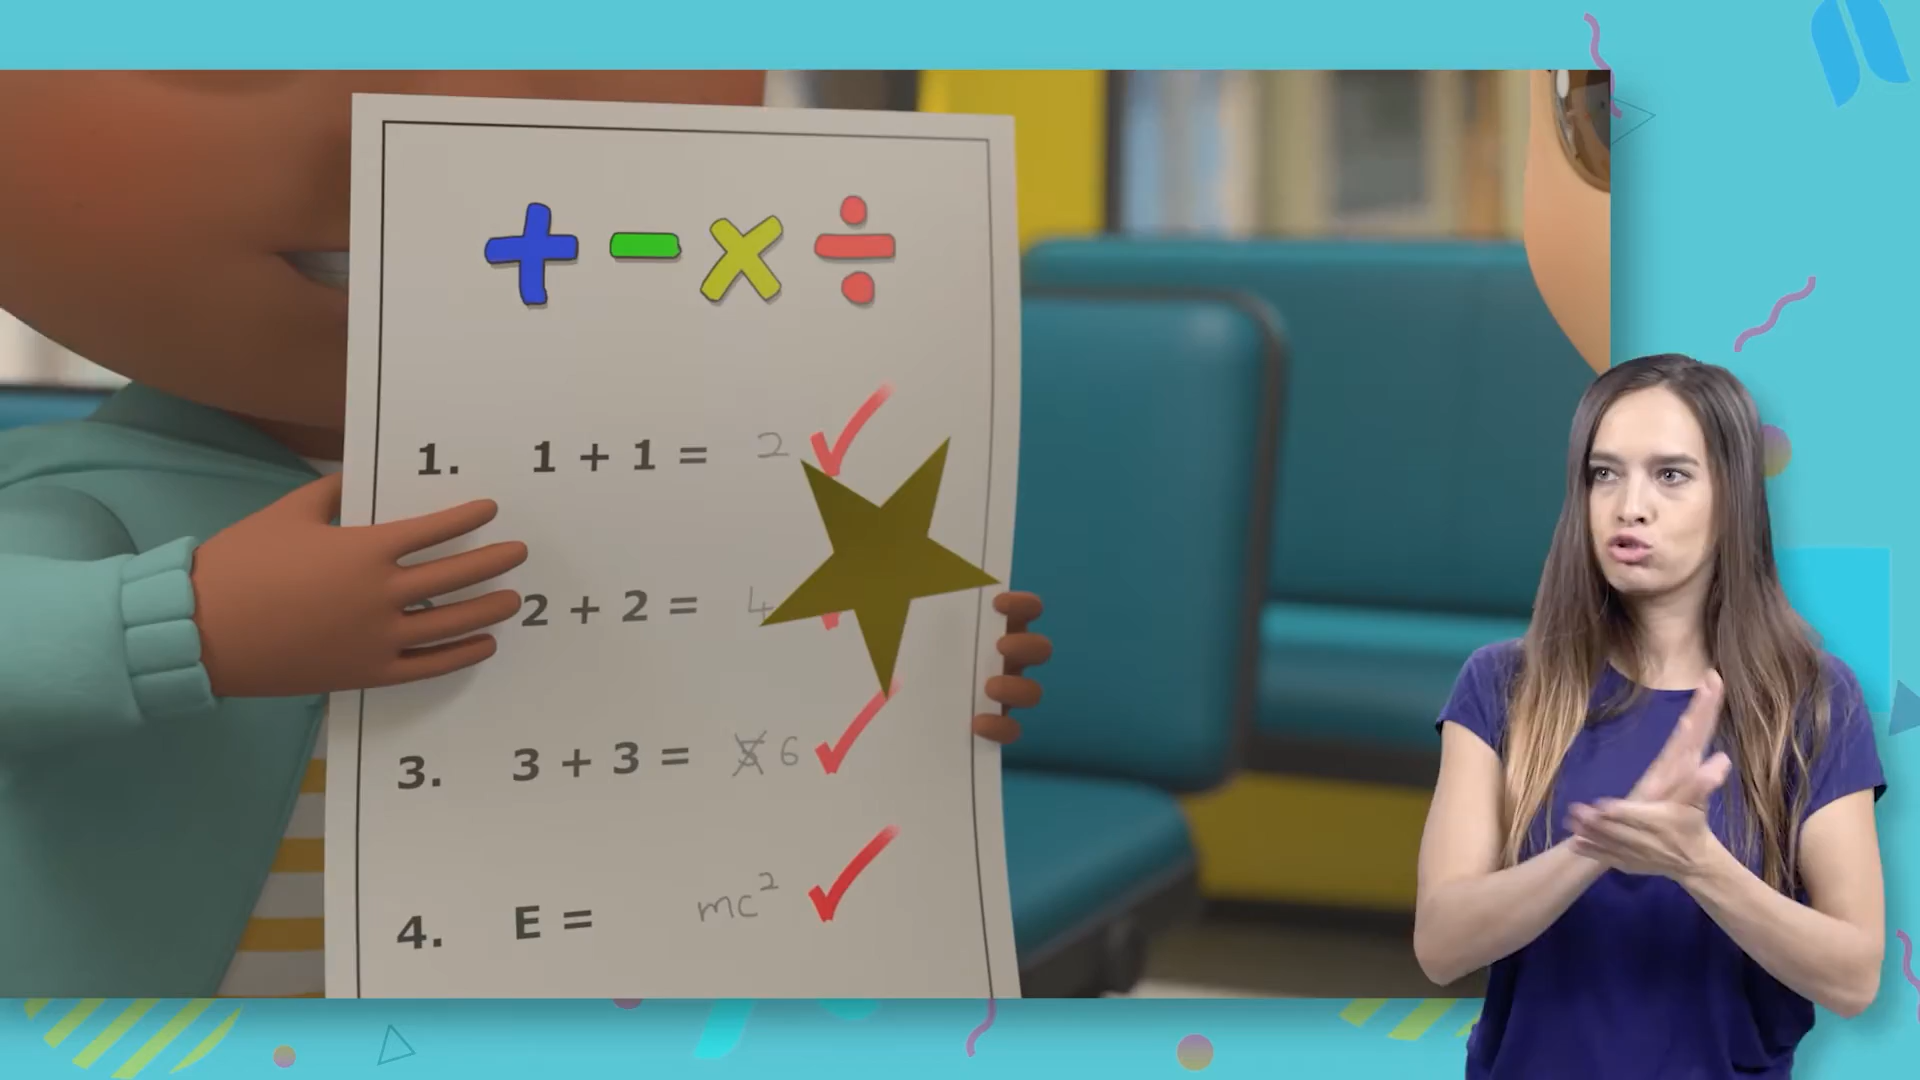 + - × ÷
1. 1 + 1 = 2
2 + 2 = 4
3. 3 + 3 = 6
4. E = mc²